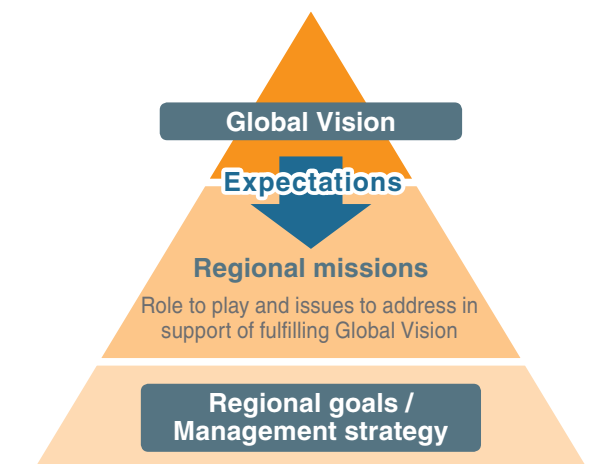 Global Vision
Expectations
Regional missions
Role to play and issues to address in
support of fulfilling Global Vision
Regional goals /
Management strategy